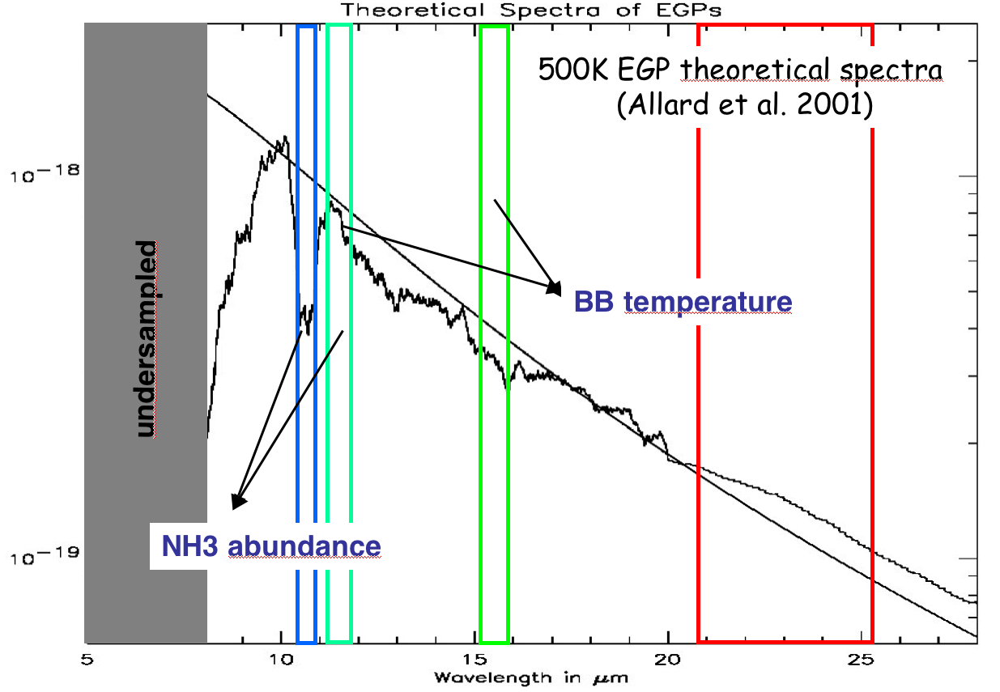 Theoretical Spectra of EGPs
500K EGP theoretical spectra
(Allard et al. 2001)
10-18
undersampled
BB temperature
NH3 abundance
10-19
5 10 15 20 25
Wavelength in μm